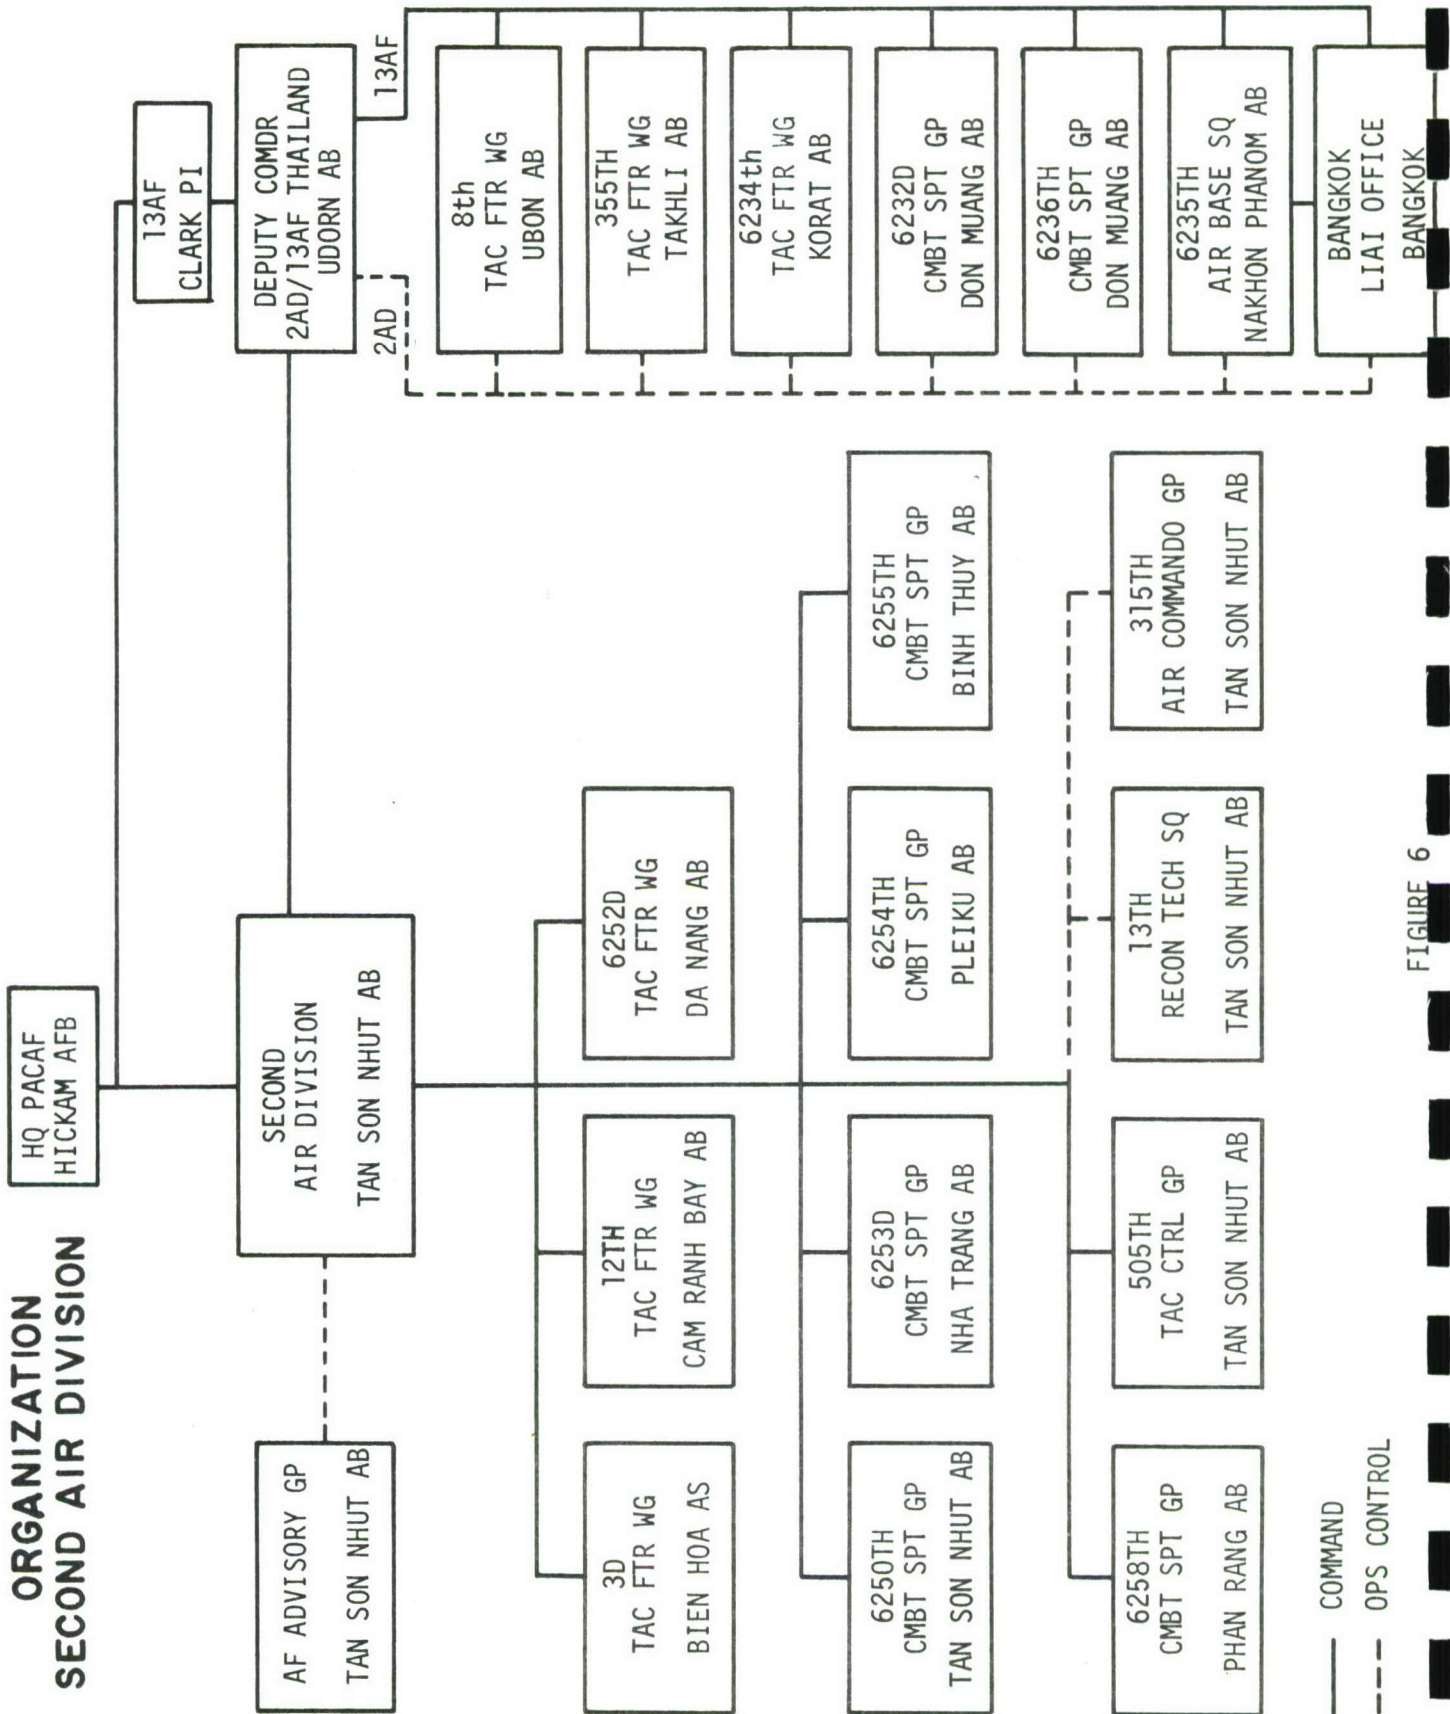 ORGANIZATION
SECOND AIR DIVISION
HQ PACAF
HICKAM AFB
13AF
CLARK PI
AF ADVISORY GP
TAN SON NHUT AB
SECOND
AIR DIVISION
TAN SON NHUT AB
DEPUTY COMDR
2AD/13AF THAILAND
UDORN AB
2AD
13AF
8th
TAC FTR WG
UBON AB
355TH
TAC FTR WG
TAKHLI AB
6234th
TAC FTR WG
KORAT AB
6232D
CMBT SPT GP
DON MUANG AB
6236TH
CMBT SPT GP
DON MUANG AB
6235TH
AIR BASE SQ
NAKHON PHANOM AB
BANGKOK
LIAI OFFICE
BANGKOK
3D
TAC FTR WG
BIEN HOA AS
12TH
TAC FTR WG
CAM RANH BAY AB
6252D
TAC FTR WG
DA NANG AB
6250TH
CMBT SPT GP
TAN SON NHUT AB
6253D
CMBT SPT GP
NHA TRANG AB
6254TH
CMBT SPT GP
PLEIKU AB
6255TH
CMBT SPT GP
BINH THUY AB
6258TH
CMBT SPT GP
PHAN RANG AB
505TH
TAC CTRL GP
TAN SON NHUT AB
13TH
RECON TECH SQ
TAN SON NHUT AB
315TH
AIR COMMANDO GP
TAN SON NHUT AB
COMMAND
OPS CONTROL
FIGURE 6